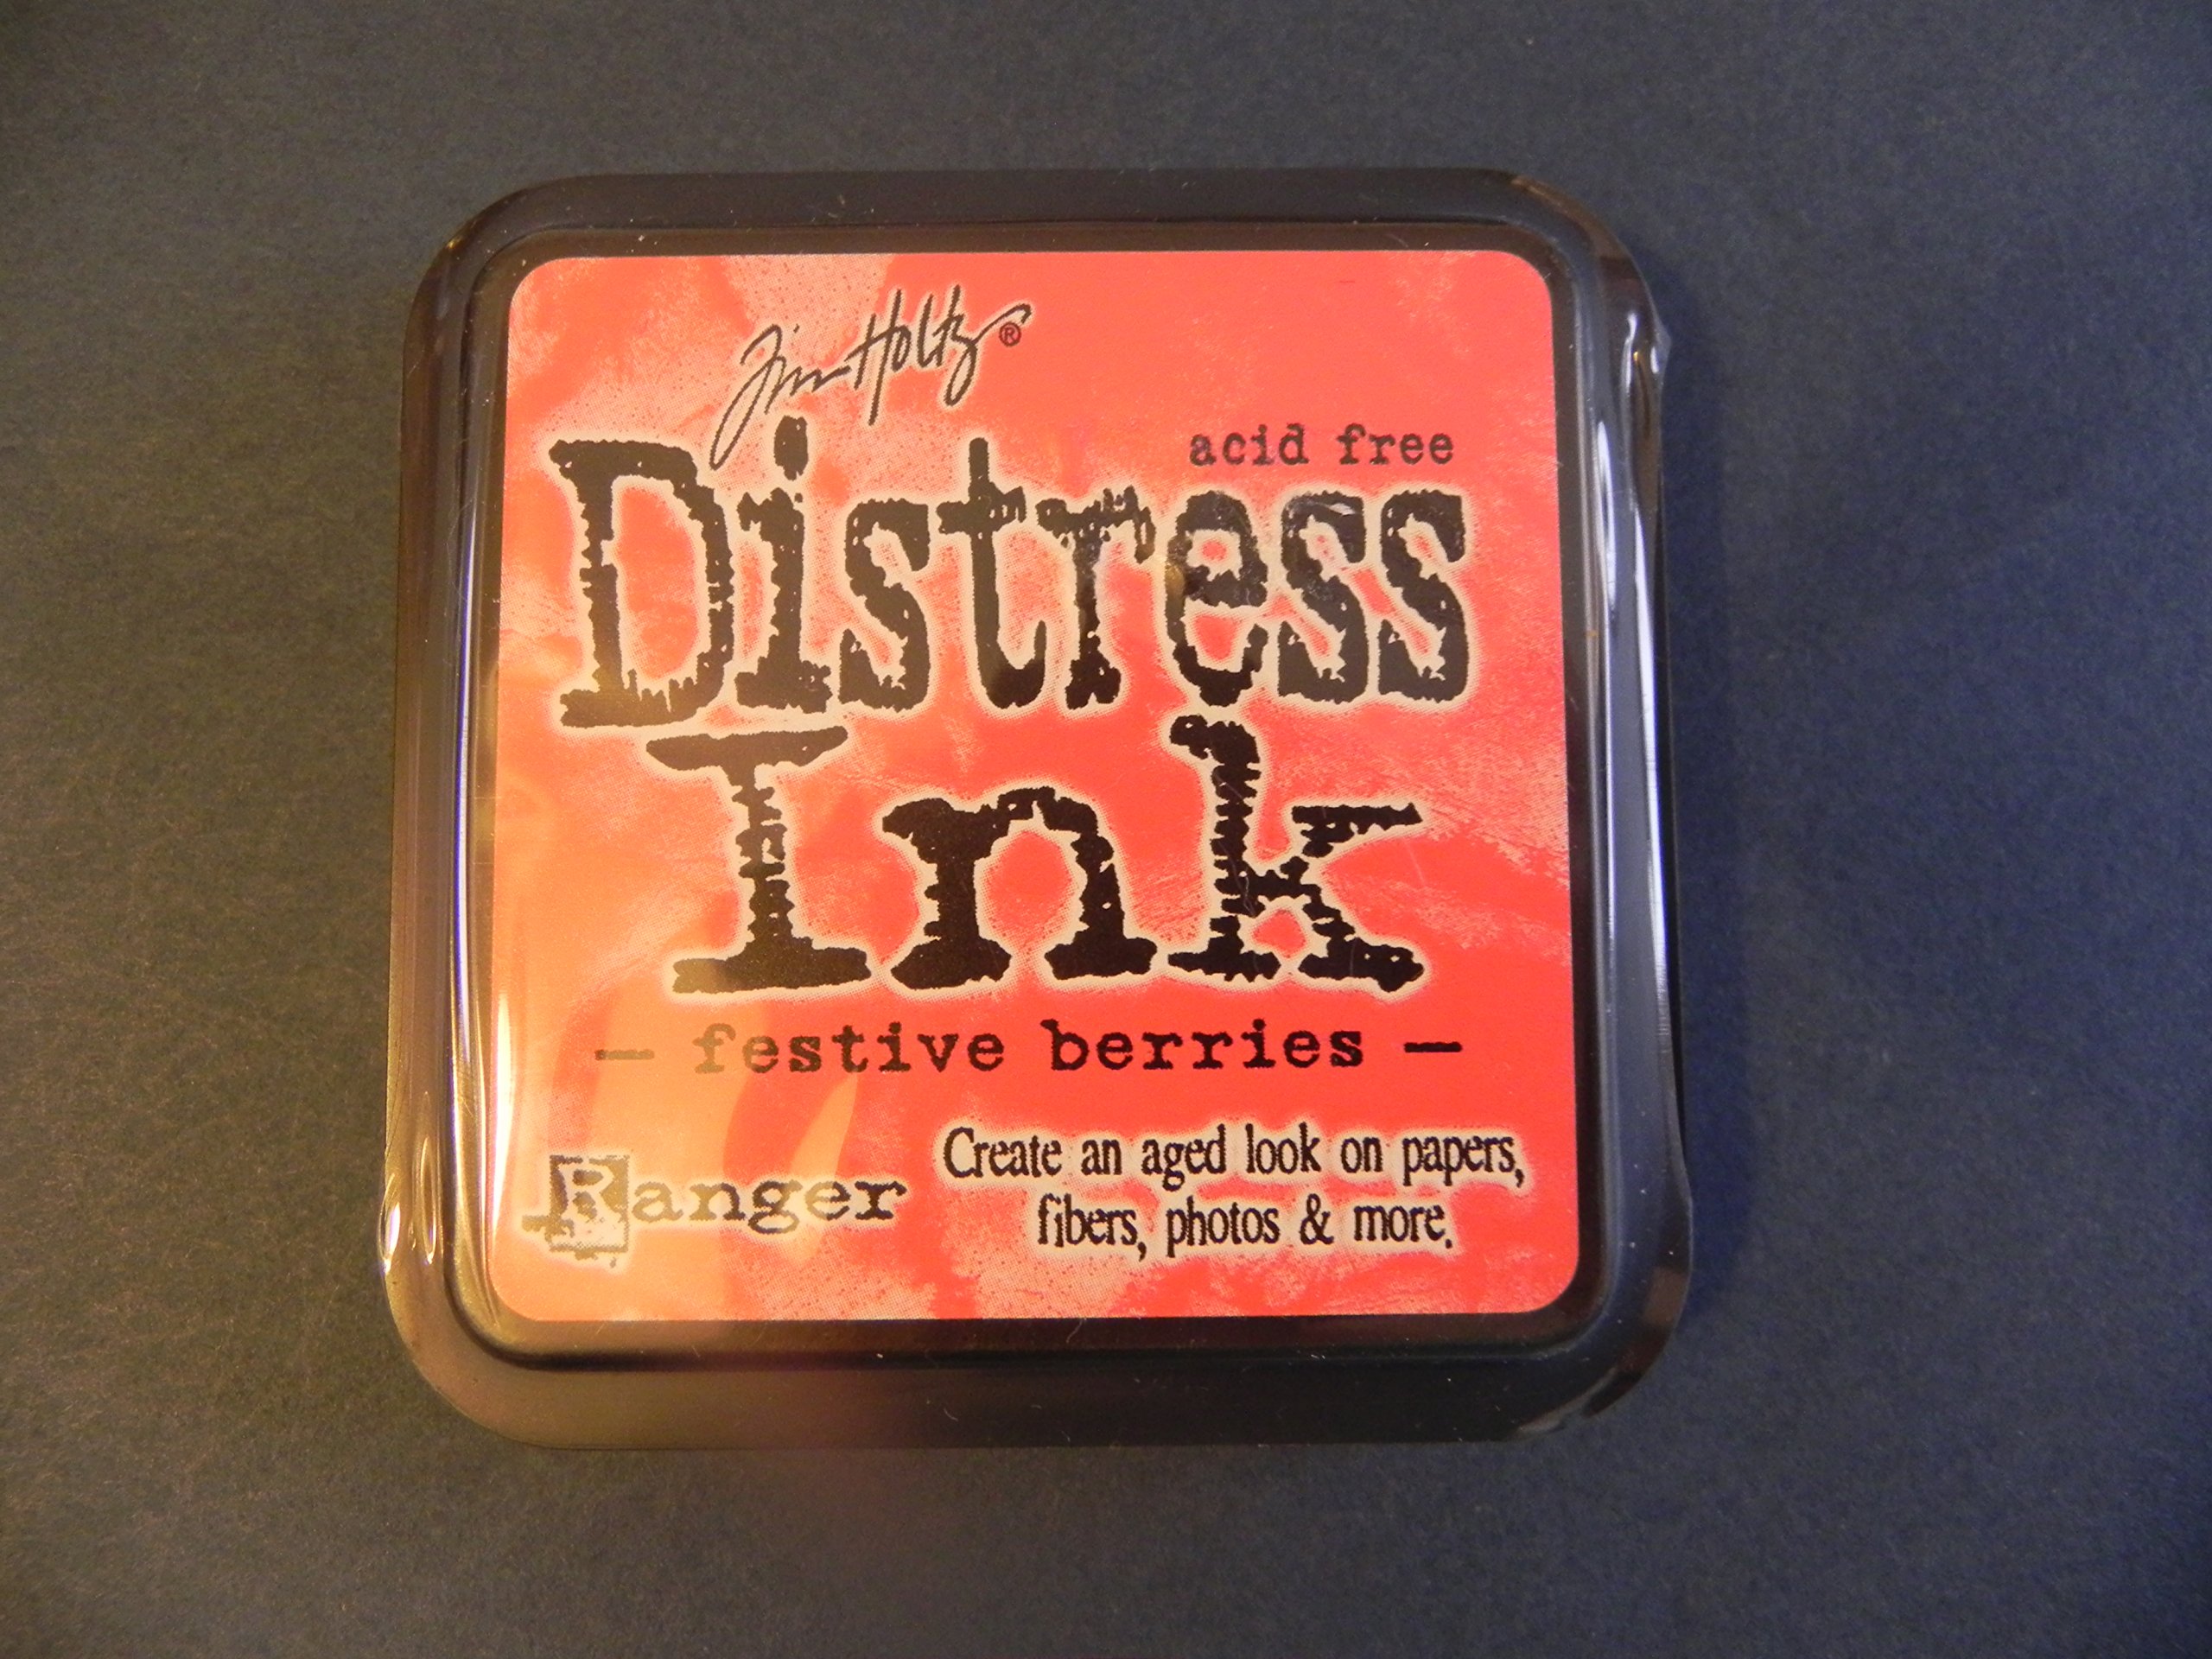 Tim Holtz®
acid free
Distress
Ink
– festive berries –
Ranger
Create an aged look on papers,
fibers, photos & more.